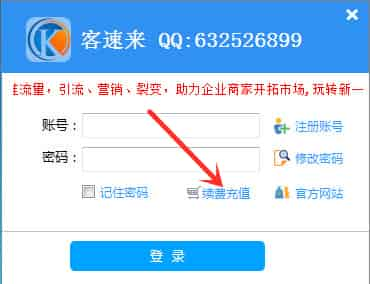 客速来 QQ:632526899
准流量，引流、营销、裂变，助力企业商家开拓市场,玩转新一
账号： 注册账号
密码： 修改密码
记住密码 续费充值 官方网站
登 录